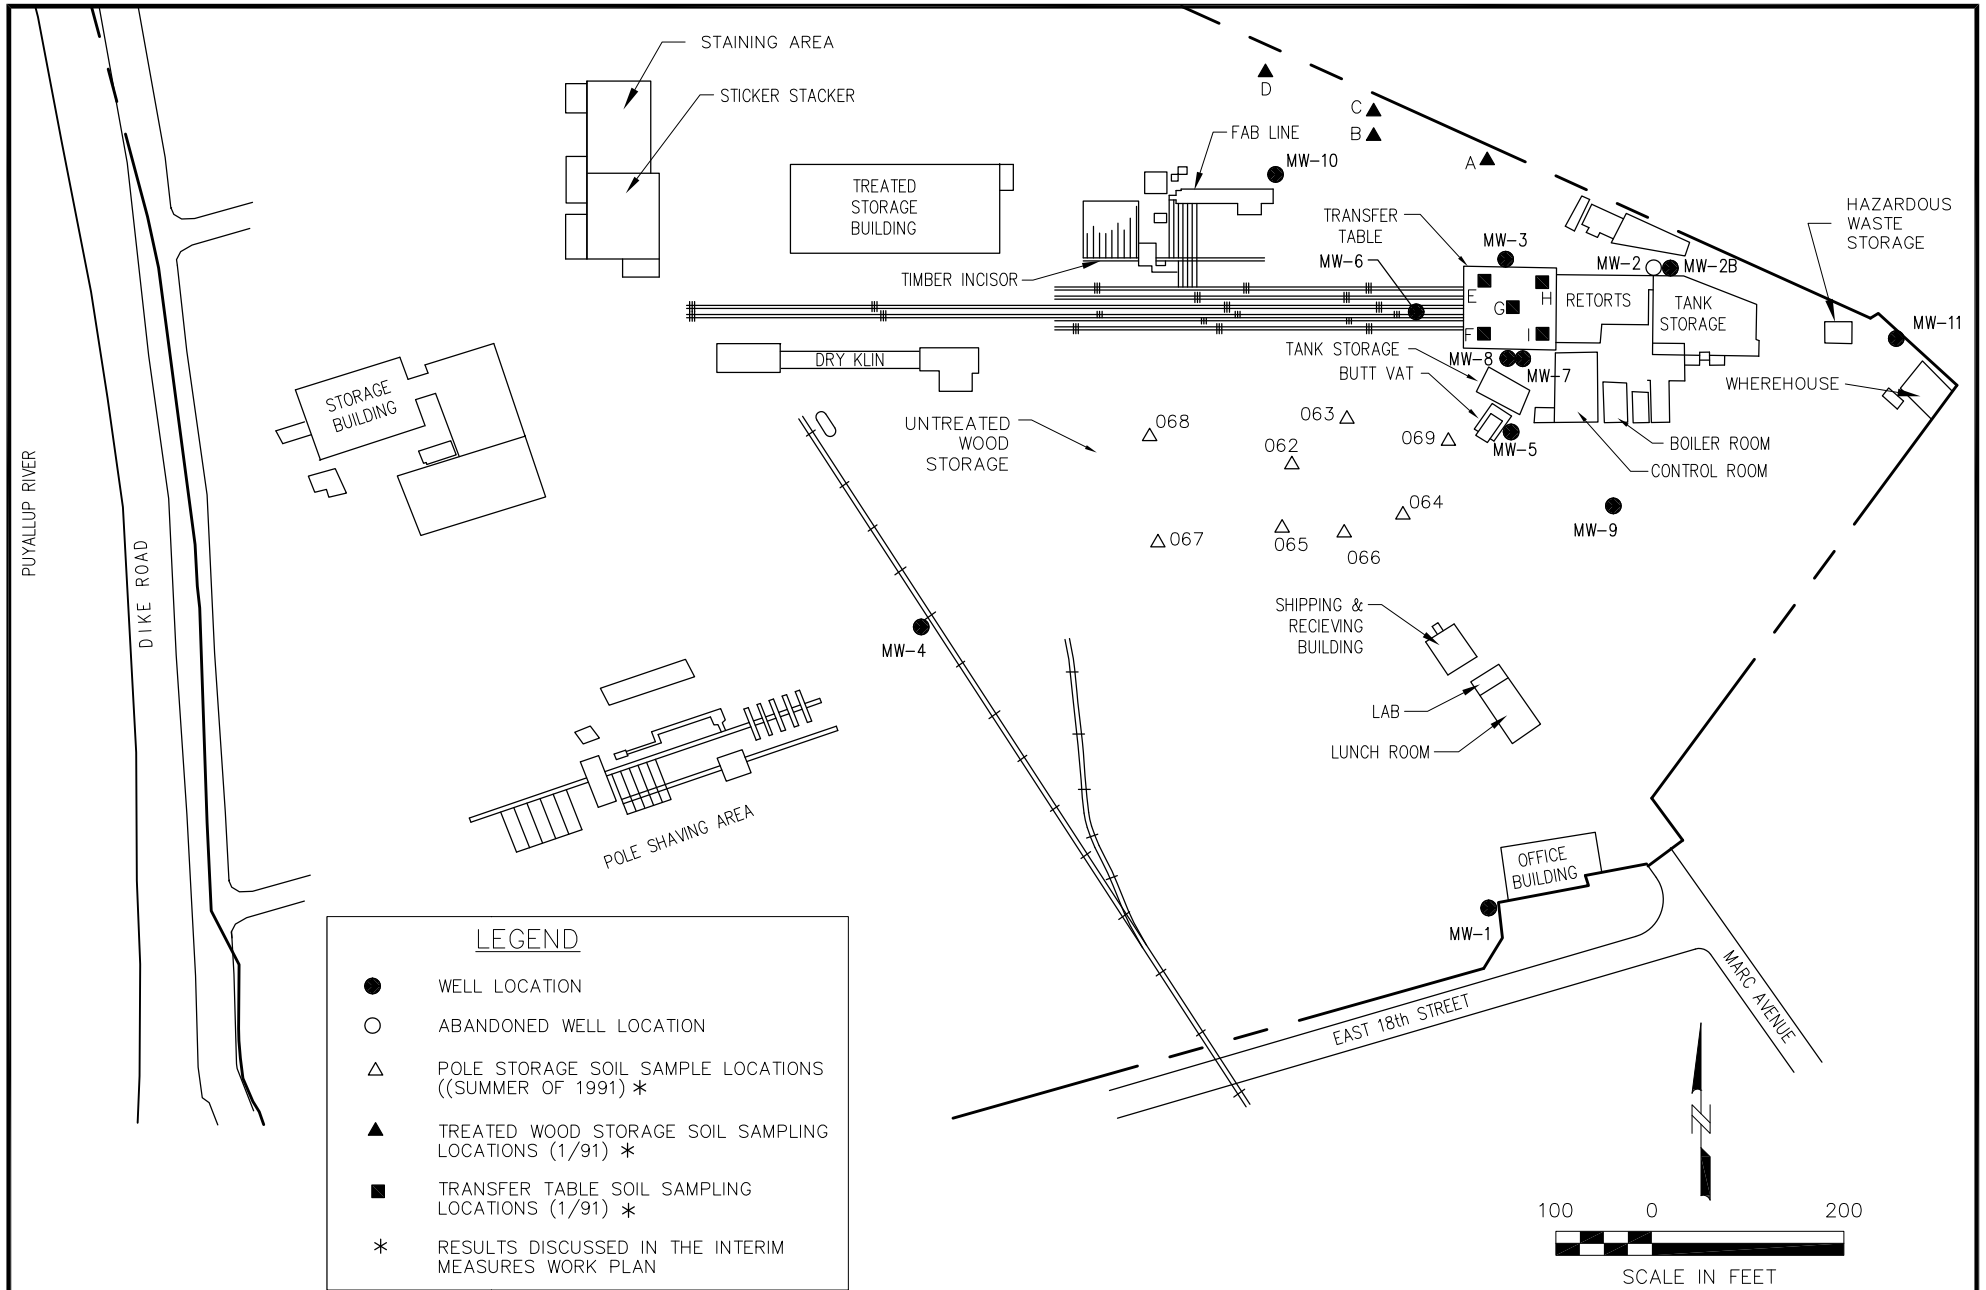 STAINING AREA
STICKER STACKER
D
C
B
A
FAB LINE
MW-10
TREATED
STORAGE
BUILDING
TRANSFER
TABLE
MW-6
MW-3
MW-2
MW-2B
HAZARDOUS
WASTE
STORAGE
TIMBER INCISOR
E
H
G
F
I
RETORTS
TANK
STORAGE
MW-11
DRY KLIN
TANK STORAGE
BUTT VAT
MW-8
MW-7
WHEREHOUSE
STORAGE
BUILDING
UNTREATED
WOOD
STORAGE
068
063
062
069
MW-5
BOILER ROOM
CONTROL ROOM
064
067
065
066
MW-9
PUYALLUP RIVER
DIKE ROAD
MW-4
SHIPPING &
RECIEVING
BUILDING
LAB
LUNCH ROOM
POLE SHAVING AREA
OFFICE
BUILDING
MW-1
EAST 18th STREET
MARC AVENUE
LEGEND
WELL LOCATION
ABANDONED WELL LOCATION
POLE STORAGE SOIL SAMPLE LOCATIONS
((SUMMER OF 1991) *
TREATED WOOD STORAGE SOIL SAMPLING
LOCATIONS (1/91) *
TRANSFER TABLE SOIL SAMPLING
LOCATIONS (1/91) *
* RESULTS DISCUSSED IN THE INTERIM
MEASURES WORK PLAN
N
100 0 200
SCALE IN FEET